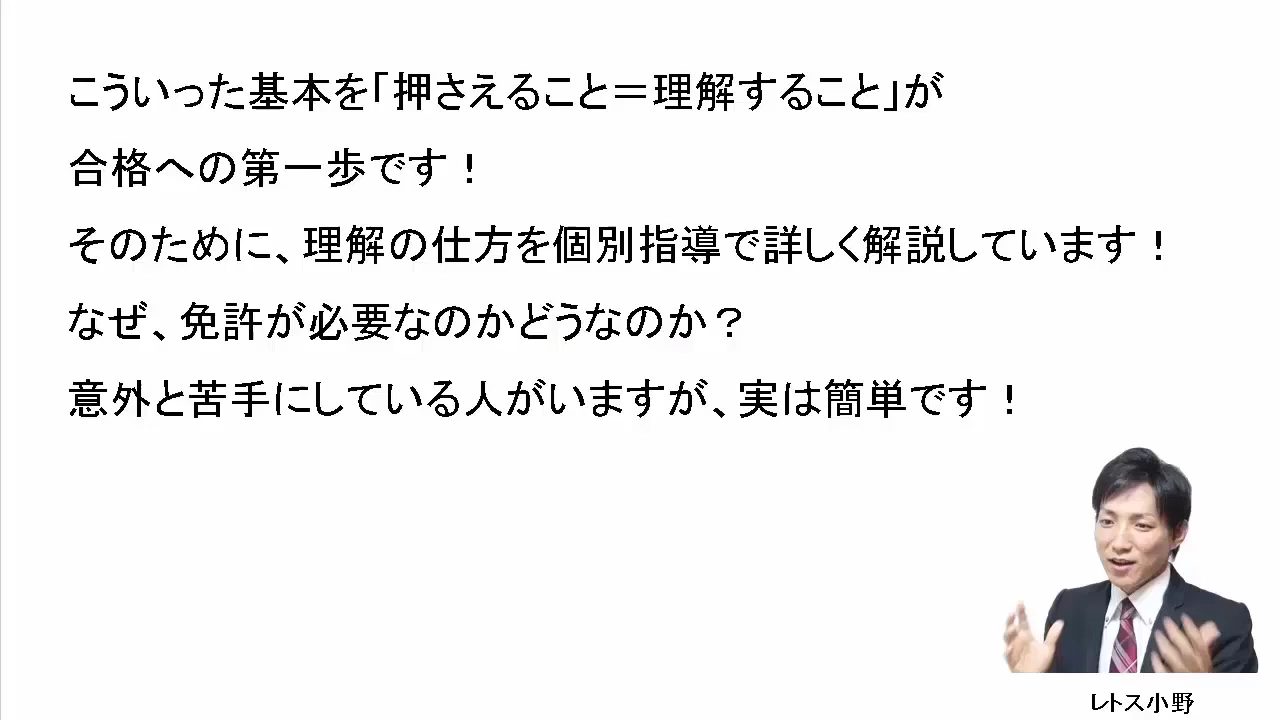 こういった基本を「押さえること＝理解すること」が
合格への第一歩です！
そのために、理解の仕方を個別指導で詳しく解説しています！
なぜ、免許が必要なのかどうなのか？
意外と苦手にしている人がいますが、実は簡単です！
レトス小野